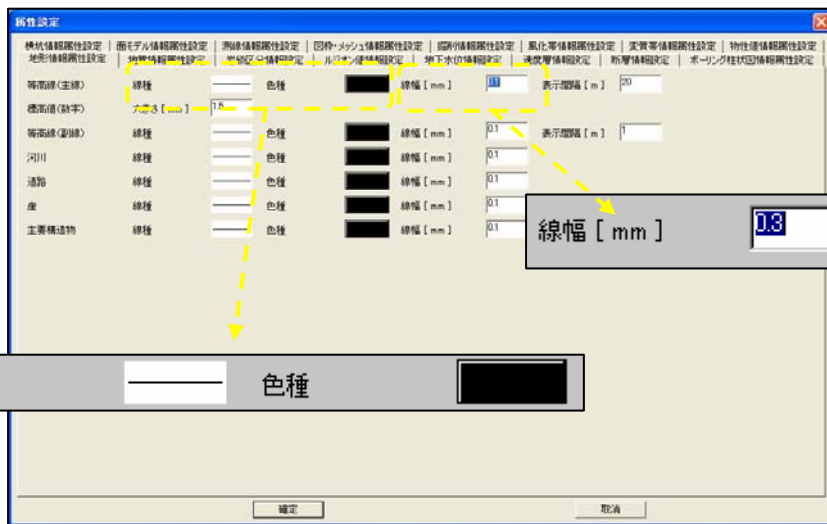 属性設定
横坑情報属性設定 面モデル情報属性設定 測線情報属性設定 図枠・メッシュ情報属性設定 掘削情報属性設定 風化帯情報属性設定 変質帯情報属性設定 物性値情報属性設定
地形情報属性設定 地質情報属性設定 岩級区分情報設定 ルジオン値情報設定 地下水位情報設定 速度層情報設定 断層情報設定 ボーリング柱状図情報属性設定
等高線(主線) 線種 色種 線幅 [ mm ] 表示間隔 [ m ] 20
標高値(数字) 大きさ [ mm ] 1.5
等高線(副線) 線種 色種 線幅 [ mm ] 0.1 表示間隔 [ m ] 1
河川 線種 色種 線幅 [ mm ] 0.1
道路 線種 色種 線幅 [ mm ] 0.1
崖 線種 色種 線幅 [ mm ] 0.1
主要構造物 線種 色種 線幅 [ mm ] 0.1
線幅 [ mm ] 0.3
色種
確定 取消